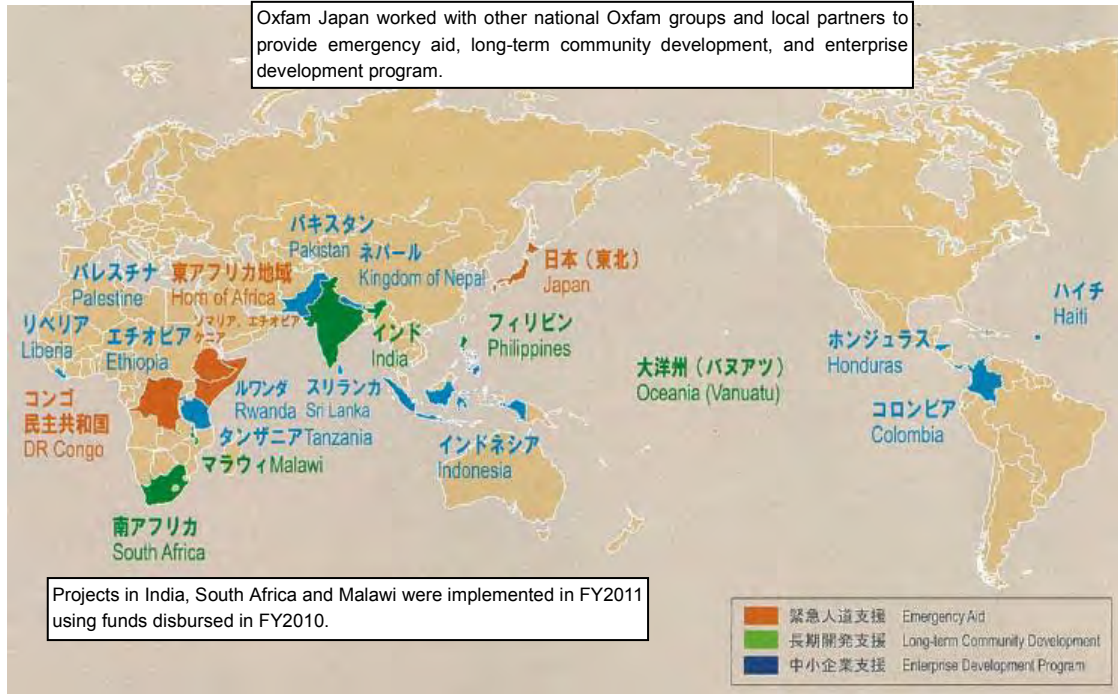 Oxfam Japan worked with other national Oxfam groups and local partners to
provide emergency aid, long-term community development, and enterprise
development program.
パキスタン
Pakistan
ネパール
Kingdom of Nepal
日本（東北）
Japan
パレスチナ
Palestine
東アフリカ地域
Horn of Africa
ソマリア、エチオピア
ケニア
ハイチ
Haiti
リベリア
Liberia
エチオピア
Ethiopia
インド
India
フィリピン
Philippines
ホンジュラス
Honduras
大洋州（バヌアツ）
Oceania (Vanuatu)
コンゴ
民主共和国
DR Congo
ルワンダ
Rwanda
スリランカ
Sri Lanka
コロンビア
Colombia
タンザニア Tanzania
インドネシア
Indonesia
マラウィ Malawi
南アフリカ
South Africa
Projects in India, South Africa and Malawi were implemented in FY2011
using funds disbursed in FY2010.
緊急人道支援 Emergency Aid
長期開発支援 Long-term Community Development
中小企業支援 Enterprise Development Program